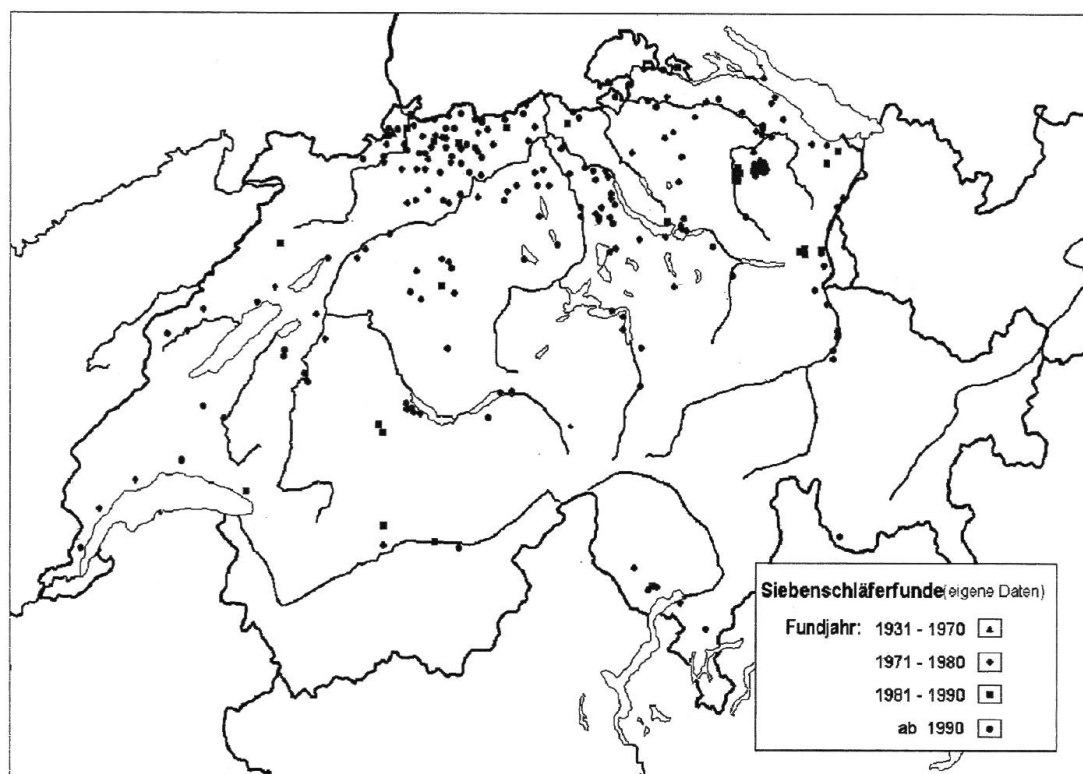 Siebenschläferfunde(eigene Daten)
Fundjahr: 1931 - 1970
1971 - 1980
1981 - 1990
ab 1990